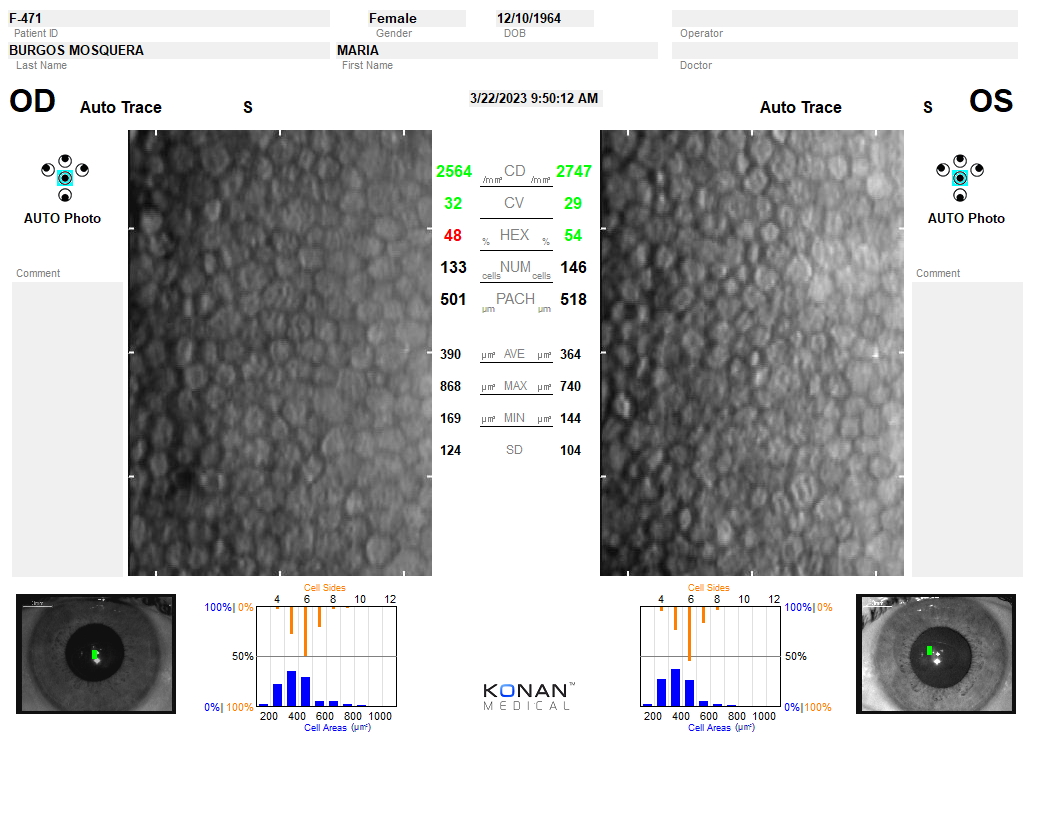 F-471 Female 12/10/1964
Patient ID Gender DOB Operator
BURGOS MOSQUERA MARIA
Last Name First Name Doctor
OD Auto Trace S 3/22/2023 9:50:12 AM Auto Trace S OS
2564 /mm² CD /mm² 2747
32 CV 29
48 % HEX % 54
133 cells NUM cells 146
501 µm PACH µm 518
390 µm² AVE µm² 364
868 µm² MAX µm² 740
169 µm² MIN µm² 144
124 SD 104
AUTO Photo AUTO Photo
Comment Comment
Cell Sides Cell Sides
4 6 8 10 12 4 6 8 10 12
100%| 0% 100%|0%
50% 50%
0%| 100% 0%|100%
200 400 600 800 1000 200 400 600 800 1000
Cell Areas (µm²) Cell Areas (µm²)
KONAN™
MEDICAL